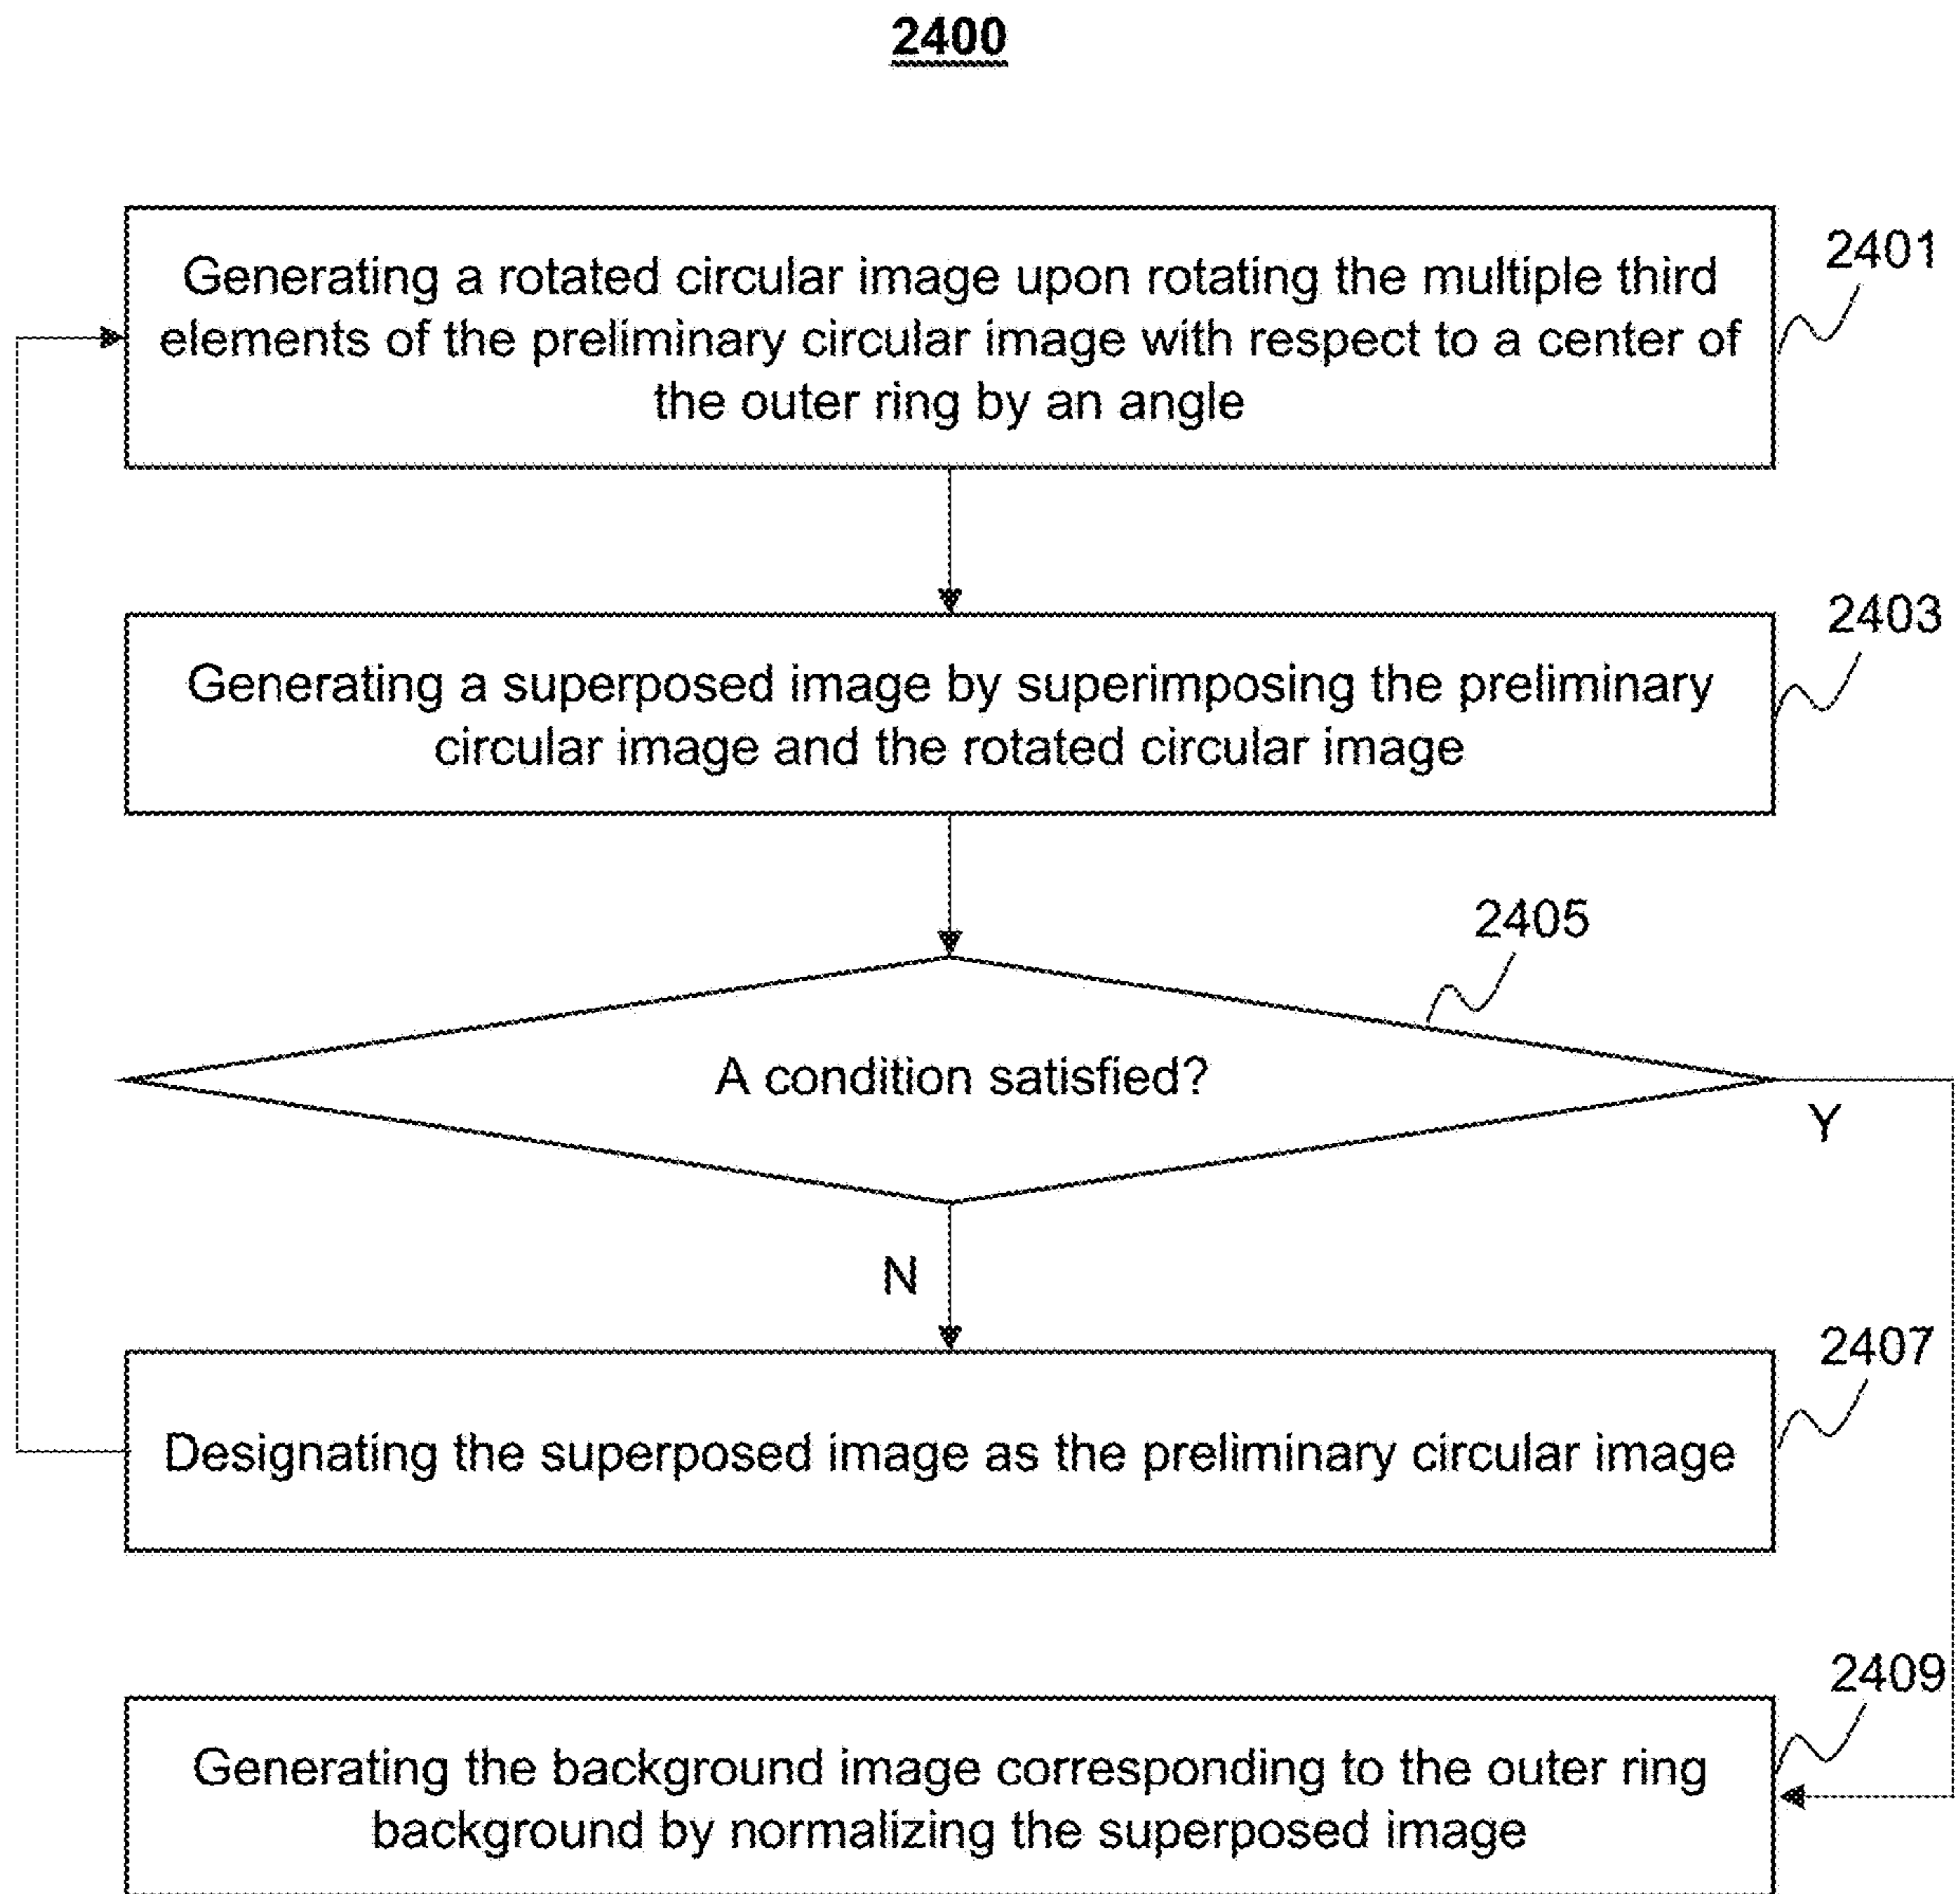 2400
Generating a rotated circular image upon rotating the multiple third
elements of the preliminary circular image with respect to a center of
the outer ring by an angle
2401
Generating a superposed image by superimposing the preliminary
circular image and the rotated circular image
2403
A condition satisfied?
2405
Y
N
Designating the superposed image as the preliminary circular image
2407
Generating the background image corresponding to the outer ring
background by normalizing the superposed image
2409